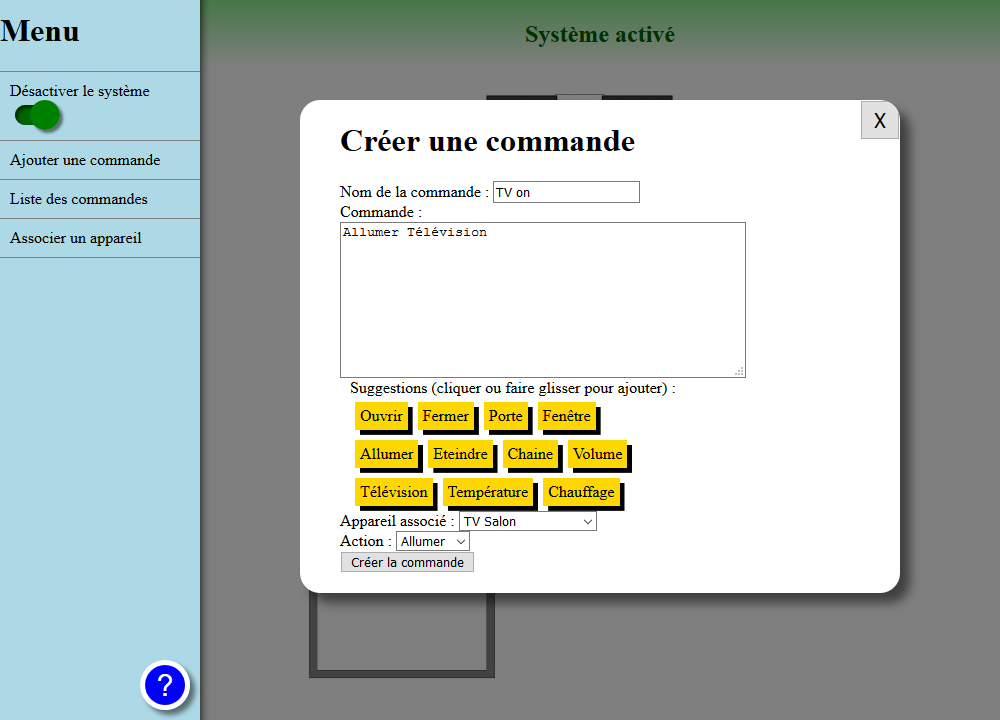 Menu
Système activé
Désactiver le système
Ajouter une commande
Liste des commandes
Associer un appareil
?
X
Créer une commande
Nom de la commande : TV on
Commande :
Allumer Télévision
Suggestions (cliquer ou faire glisser pour ajouter) :
Ouvrir Fermer Porte Fenêtre
Allumer Eteindre Chaine Volume
Télévision Température Chauffage
Appareil associé : TV Salon
Action : Allumer
Créer la commande